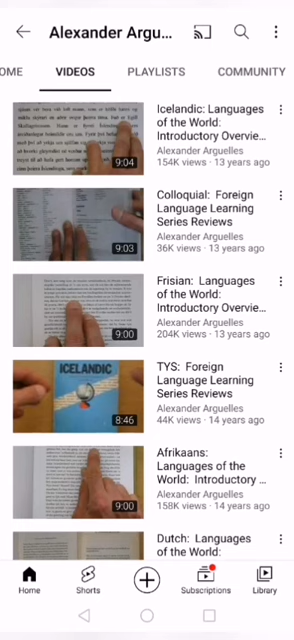 Alexander Argu...
OME
VIDEOS
PLAYLISTS
COMMUNITY
9:04
Icelandic: Languages
of the World:
Introductory Overvie...
Alexander Arguelles
154K views · 13 years ago
9:03
Colloquial: Foreign
Language Learning
Series Reviews
Alexander Arguelles
36K views · 13 years ago
9:00
Frisian: Languages
of the World:
Introductory Overvie...
Alexander Arguelles
204K views · 13 years ago
ICELANDIC
8:46
TYS: Foreign
Language Learning
Series Reviews
Alexander Arguelles
44K views · 14 years ago
9:00
Afrikaans:
Languages of the
World: Introductory ...
Alexander Arguelles
158K views · 14 years ago
Dutch: Languages
of the World:
Home
Shorts
Subscriptions
Library